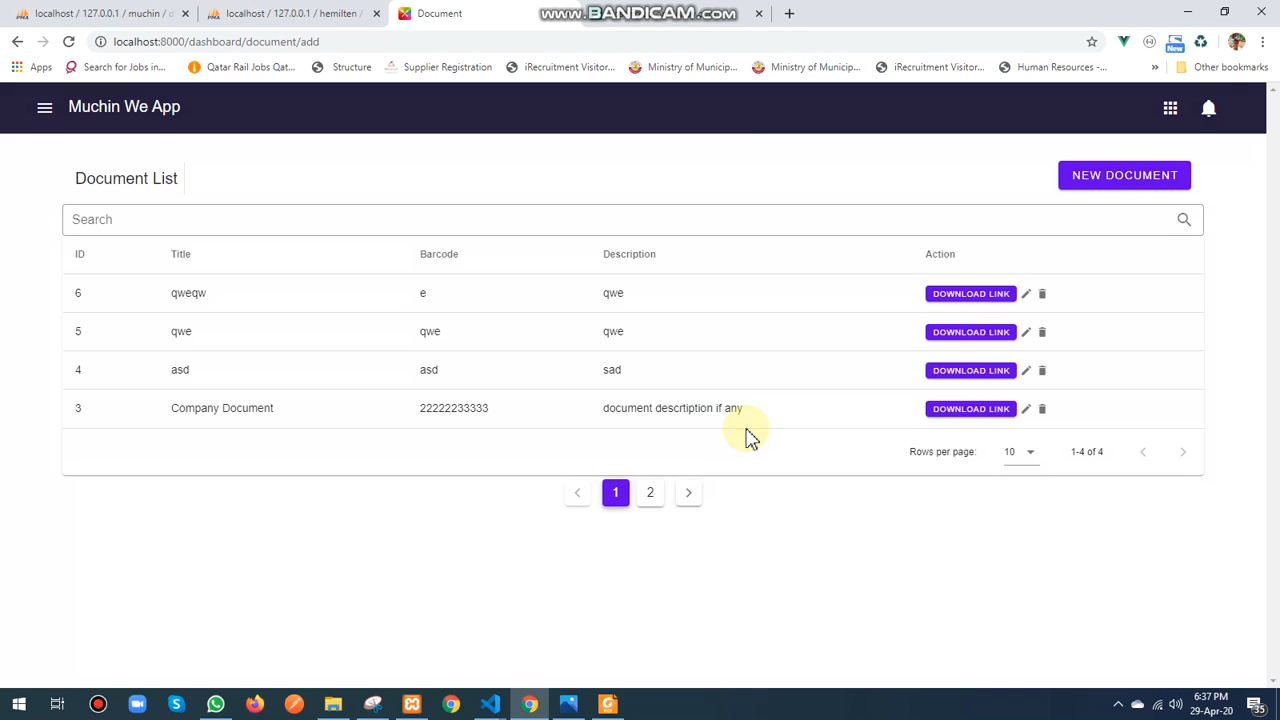 localhost / 127.0.0.1 / muchin / d
localhost / 127.0.0.1 / hemilten /
Document
www.BANDICAM.com
localhost:8000/dashboard/document/add
New
Apps
Search for Jobs in...
Qatar Rail Jobs Qat...
Structure
Supplier Registration
iRecruitment Visitor...
Ministry of Municip...
Ministry of Municip...
iRecruitment Visitor...
Human Resources -...
Other bookmarks
Muchin We App
Document List
NEW DOCUMENT
Search
ID Title Barcode Description Action
6 qweqw e qwe DOWNLOAD LINK
5 qwe qwe qwe DOWNLOAD LINK
4 asd asd sad DOWNLOAD LINK
3 Company Document 22222233333 document descrtiption if any DOWNLOAD LINK
Rows per page: 10 1-4 of 4
1 2
6:37 PM
29-Apr-20
35